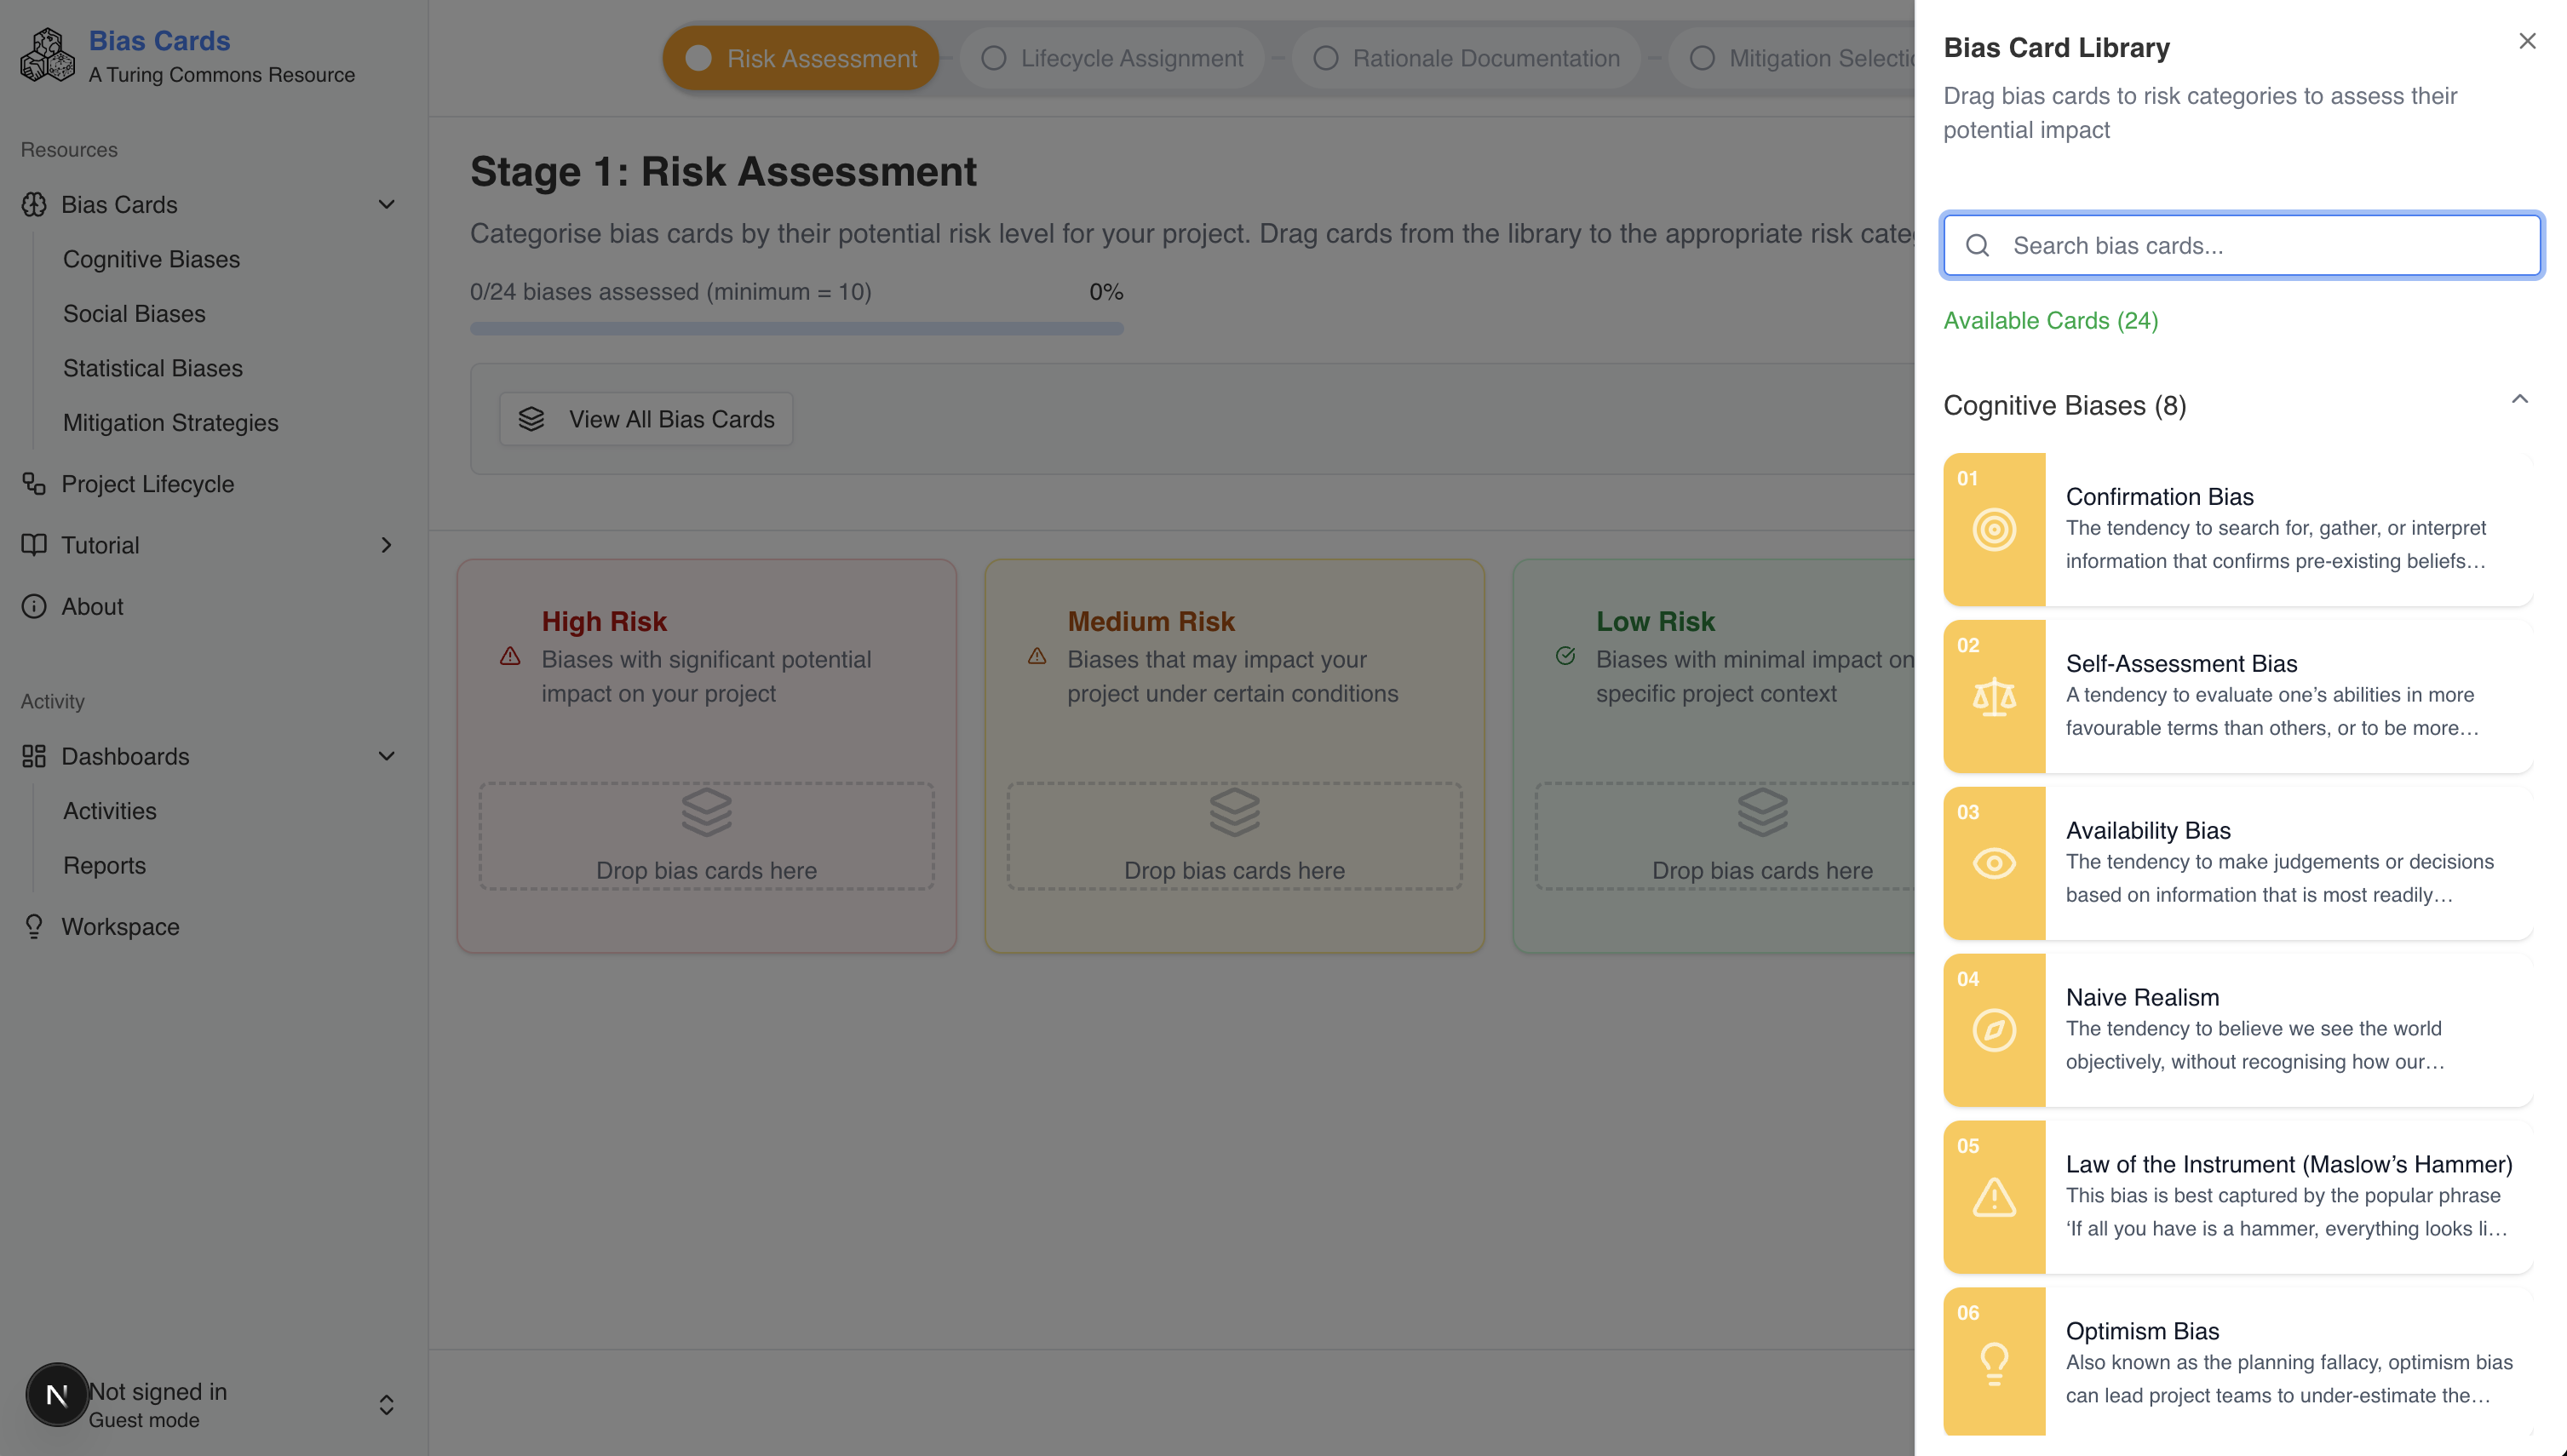 Bias Cards
A Turing Commons Resource
Resources
Bias Cards
Cognitive Biases
Social Biases
Statistical Biases
Mitigation Strategies
Project Lifecycle
Tutorial
About
Activity
Dashboards
Activities
Reports
Workspace
N
Not signed in
Guest mode
Risk Assessment
Lifecycle Assignment
Rationale Documentation
Mitigation Selectio
Stage 1: Risk Assessment
Categorise bias cards by their potential risk level for your project. Drag cards from the library to the appropriate risk cate
0/24 biases assessed (minimum = 10)
0%
View All Bias Cards
High Risk
Biases with significant potential
impact on your project
Drop bias cards here
Medium Risk
Biases that may impact your
project under certain conditions
Drop bias cards here
Low Risk
Biases with minimal impact on
specific project context
Drop bias cards here
Bias Card Library
Drag bias cards to risk categories to assess their
potential impact
Search bias cards...
Available Cards (24)
Cognitive Biases (8)
01
Confirmation Bias
The tendency to search for, gather, or interpret
information that confirms pre-existing beliefs…
02
Self-Assessment Bias
A tendency to evaluate one’s abilities in more
favourable terms than others, or to be more…
03
Availability Bias
The tendency to make judgements or decisions
based on information that is most readily…
04
Naive Realism
The tendency to believe we see the world
objectively, without recognising how our…
05
Law of the Instrument (Maslow’s Hammer)
This bias is best captured by the popular phrase
‘If all you have is a hammer, everything looks li…
06
Optimism Bias
Also known as the planning fallacy, optimism bias
can lead project teams to under-estimate the…